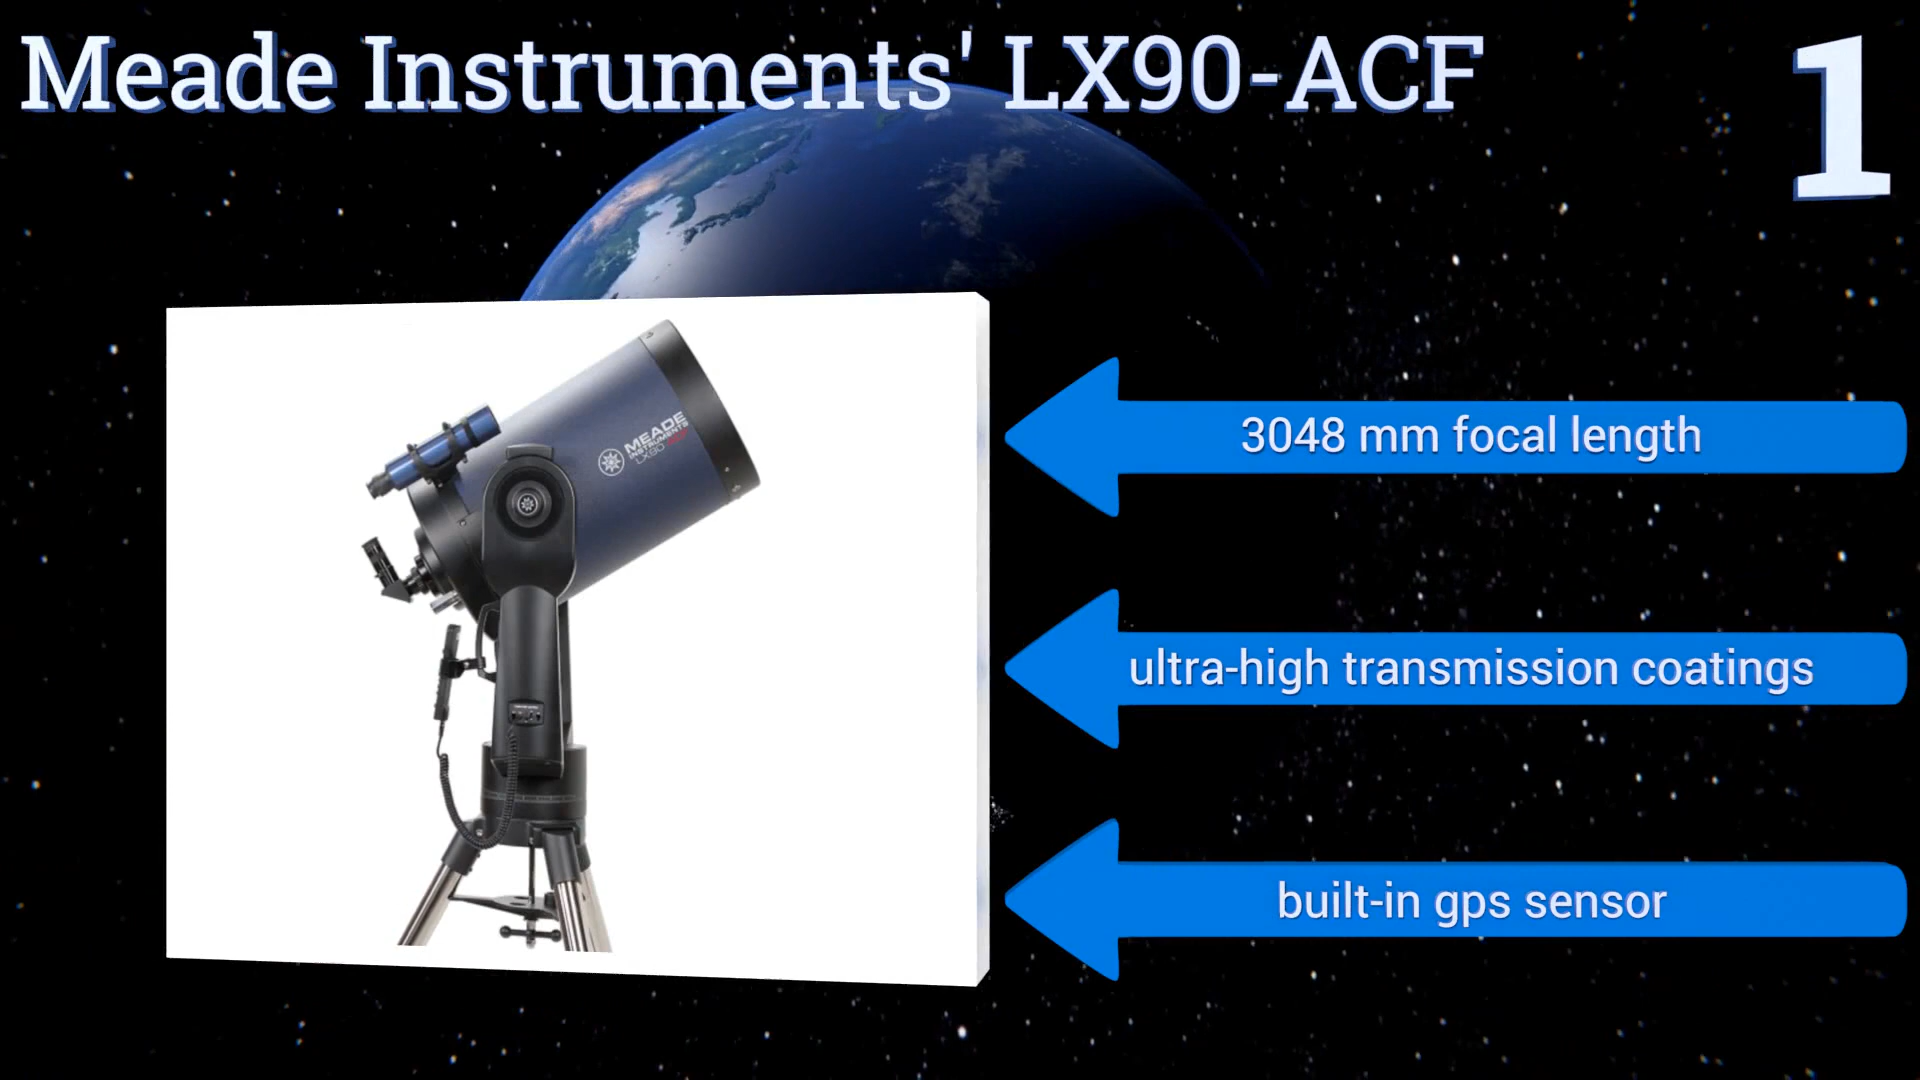 Meade Instruments' LX90-ACF
1
MEADE
INSTRUMENTS
LX90
3048 mm focal length
ultra-high transmission coatings
built-in gps sensor